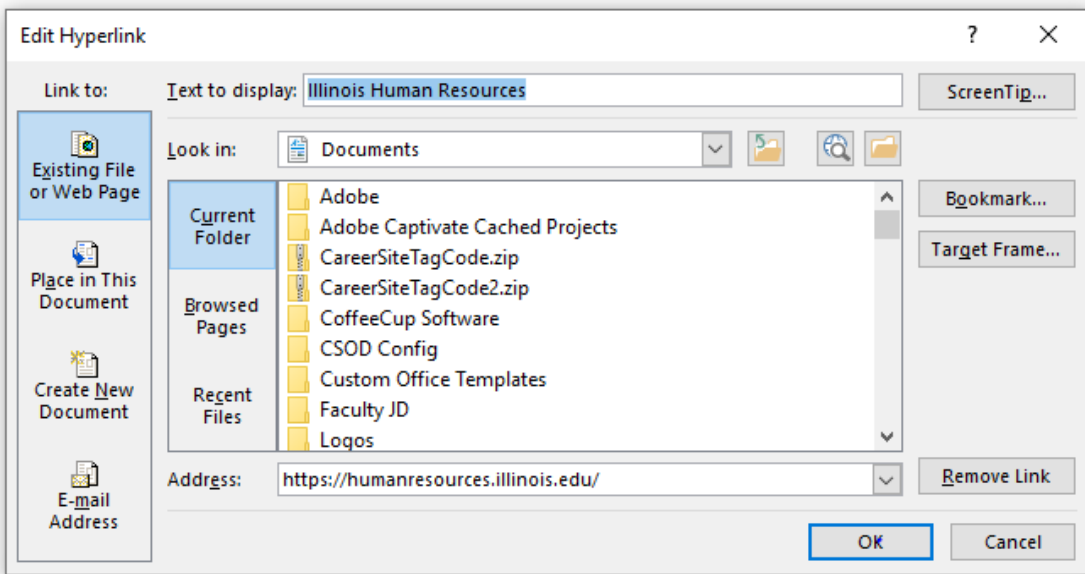 Edit Hyperlink
? X
Link to:
Text to display: Illinois Human Resources
ScreenTip...
Existing File
or Web Page
Place in This
Document
Create New
Document
E-mail
Address
Look in: Documents
Current
Folder
Browsed
Pages
Recent
Files
Adobe
Adobe Captivate Cached Projects
CareerSiteTagCode.zip
CareerSiteTagCode2.zip
CoffeeCup Software
CSOD Config
Custom Office Templates
Faculty JD
Logos
Bookmark...
Target Frame...
Address: https://humanresources.illinois.edu/
Remove Link
OK Cancel